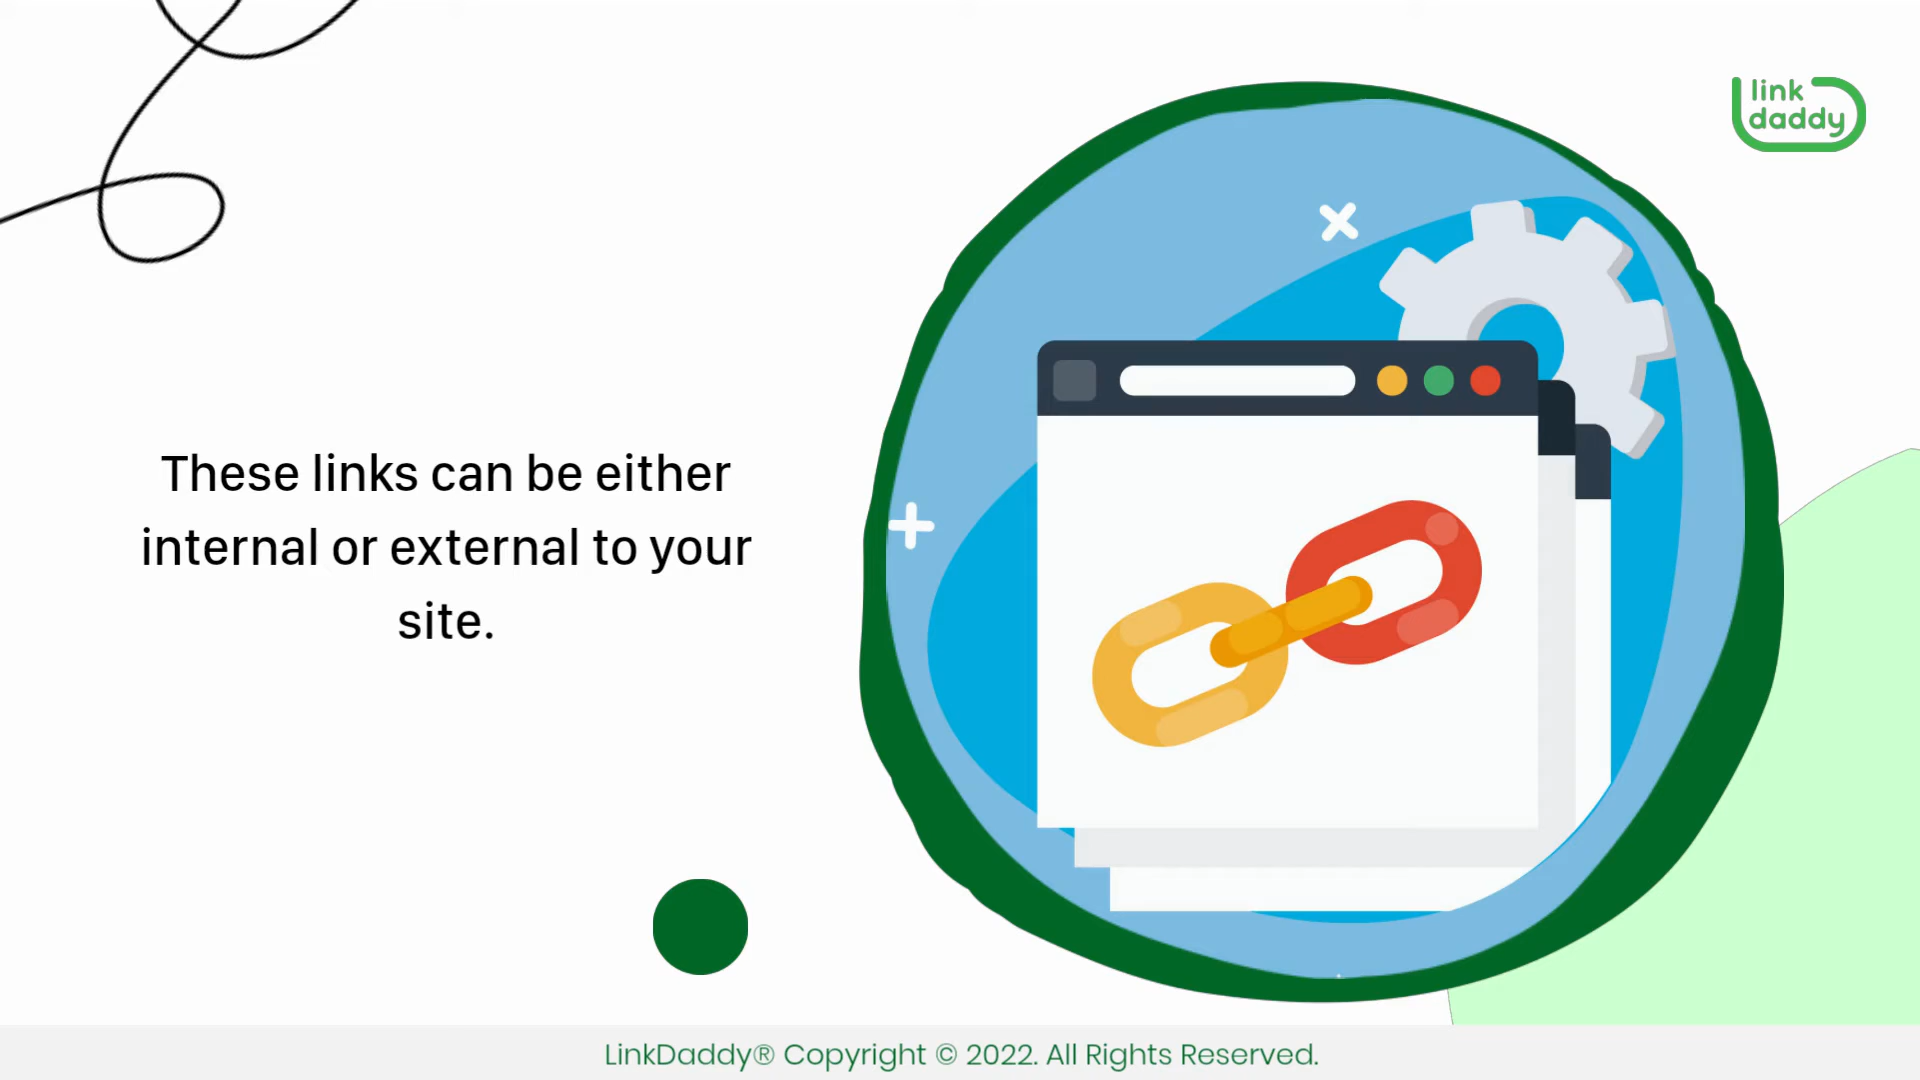 link
daddy
These links can be either
internal or external to your
site.
LinkDaddy® Copyright © 2022. All Rights Reserved.